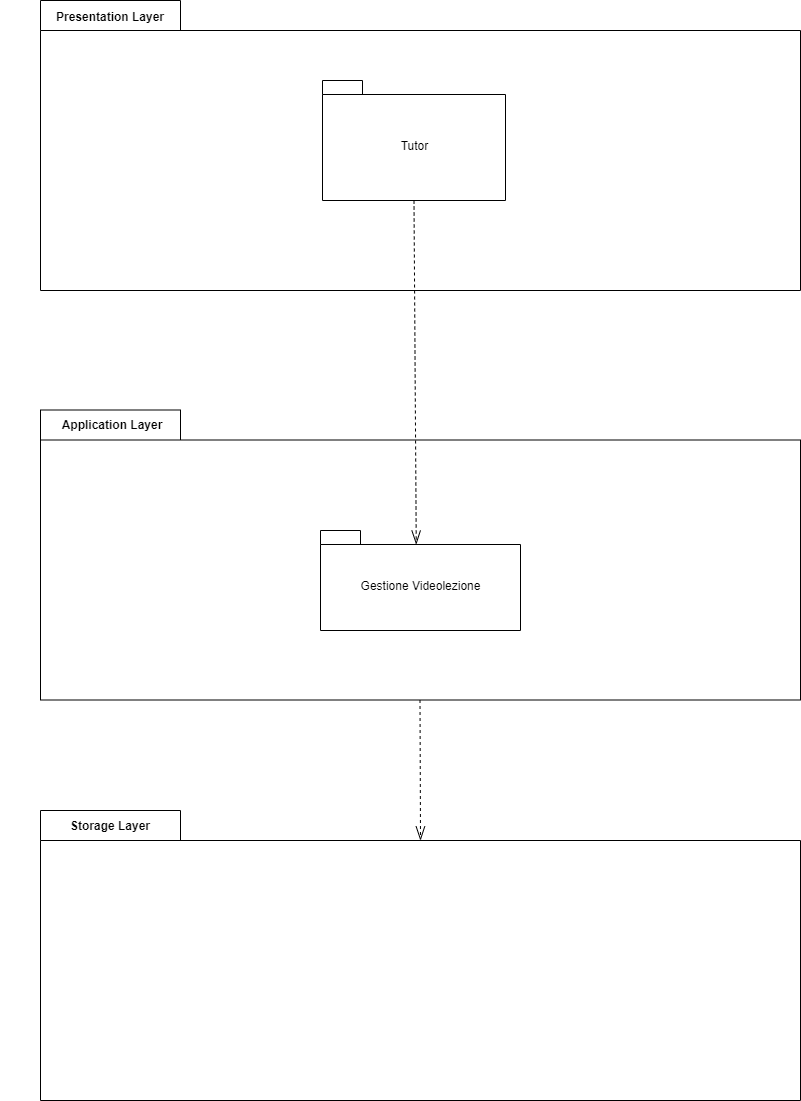 Presentation Layer
Tutor
Application Layer
Gestione Videolezione
Storage Layer